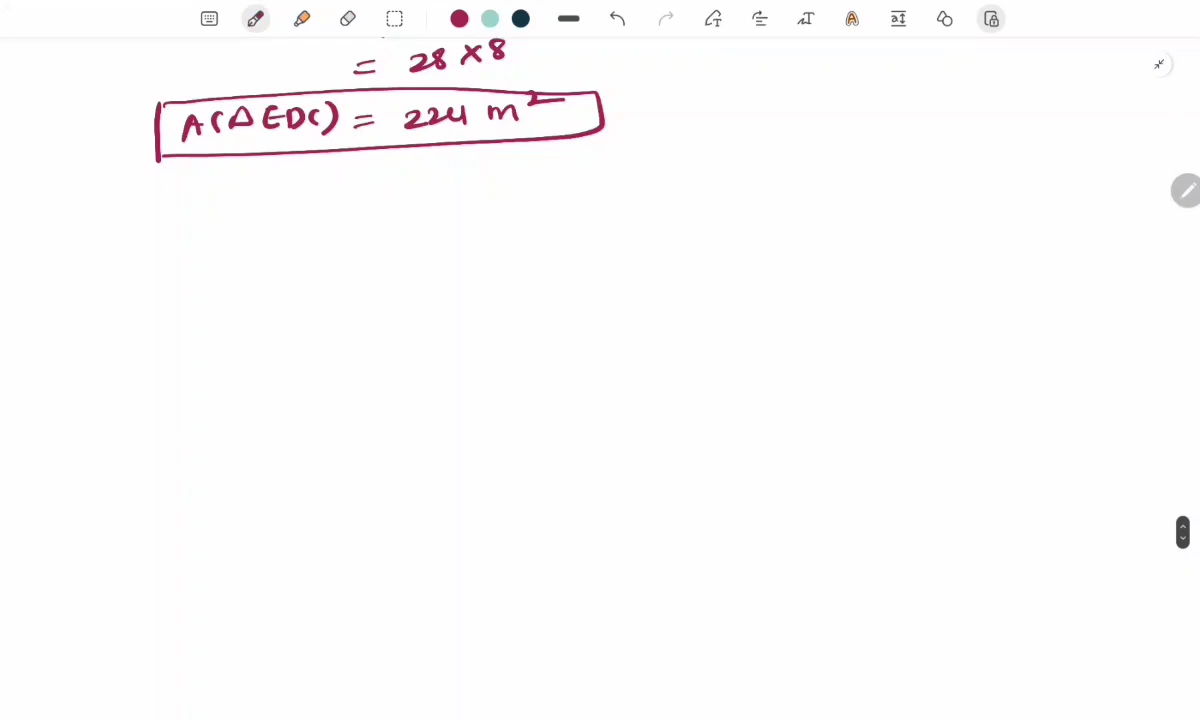 = 28 × 8
A(△EDC) = 224 m²